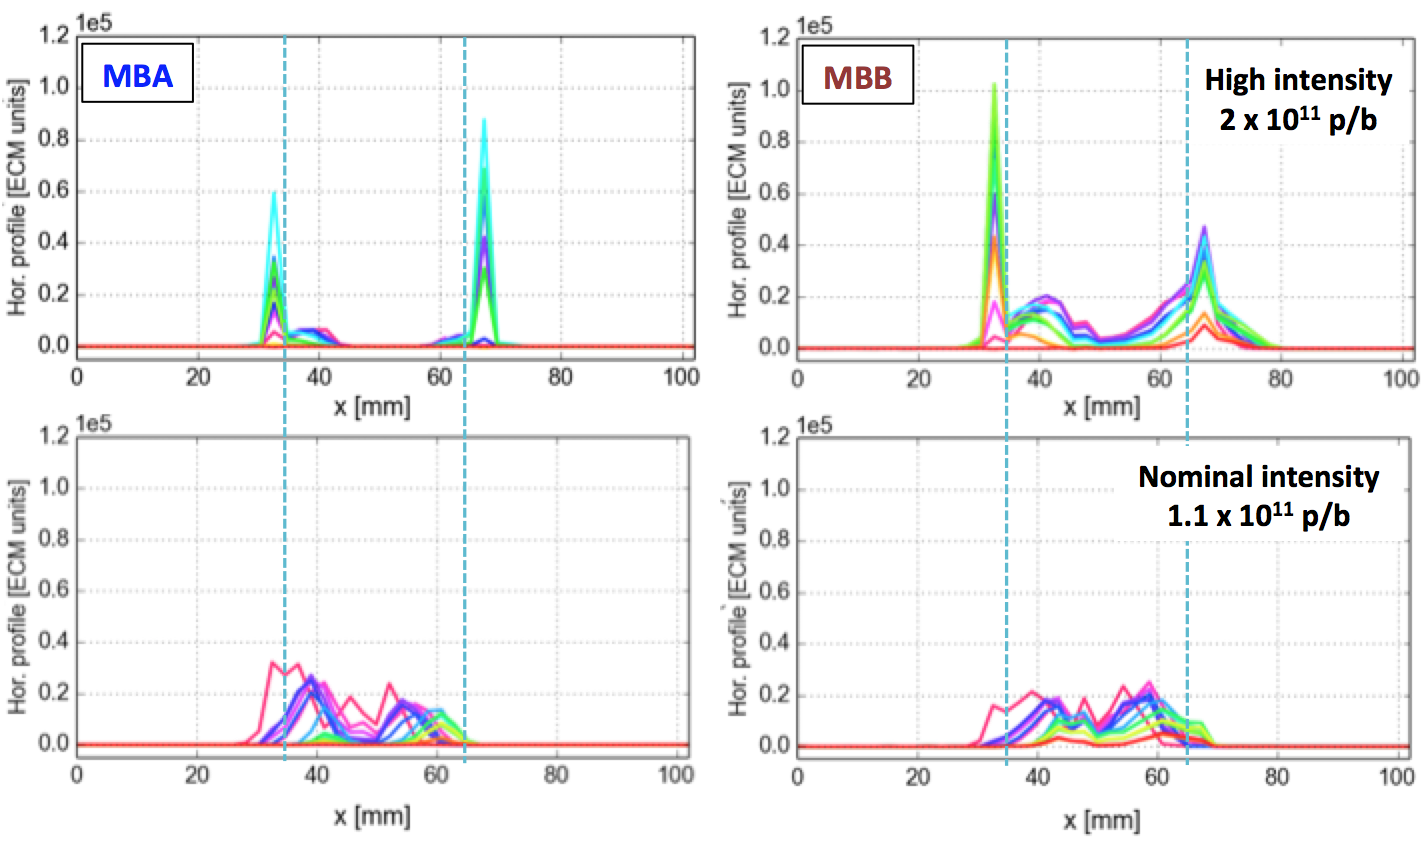 1e5
1.2
1.0
0.8
0.6
0.4
0.2
0.0
Hor. profile [ECM units]
MBA
0 20 40 60 80 100
x [mm]
1e5
1.2
1.0
0.8
0.6
0.4
0.2
0.0
Hor. profile [ECM units]
MBB
High intensity
2 x 10¹¹ p/b
0 20 40 60 80 100
x [mm]
1e5
1.2
1.0
0.8
0.6
0.4
0.2
0.0
Hor. profile [ECM units]
0 20 40 60 80 100
x [mm]
1e5
1.2
1.0
0.8
0.6
0.4
0.2
0.0
Hor. profile [ECM units]
Nominal intensity
1.1 x 10¹¹ p/b
0 20 40 60 80 100
x [mm]